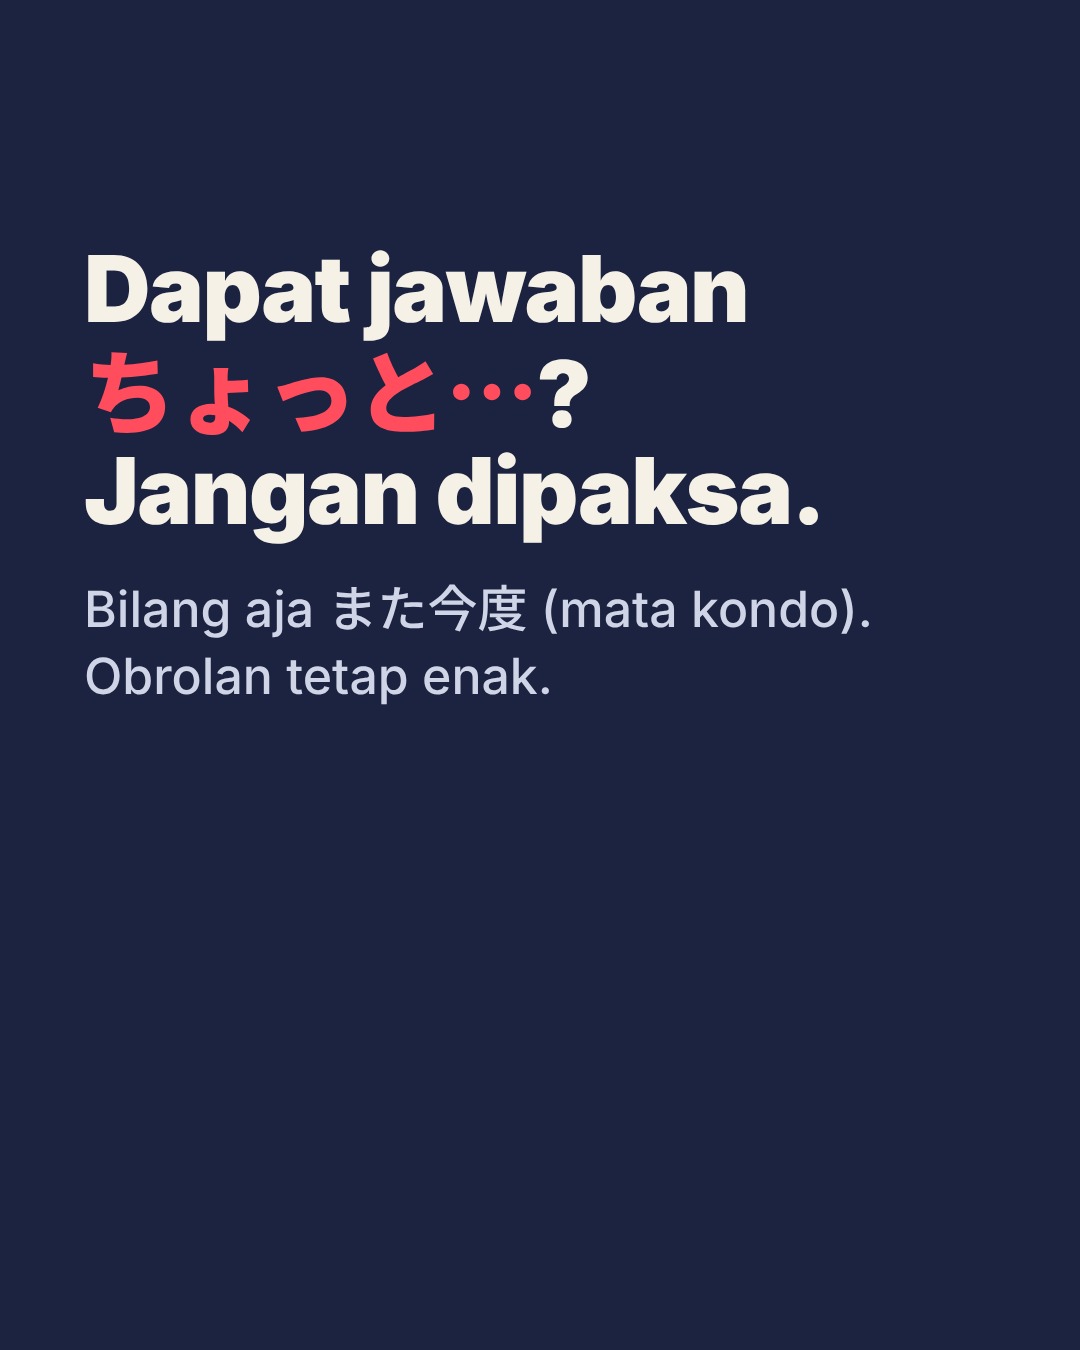 Dapat jawaban
ちょっと…?
Jangan dipaksa.
Bilang aja また今度 (mata kondo).
Obrolan tetap enak.